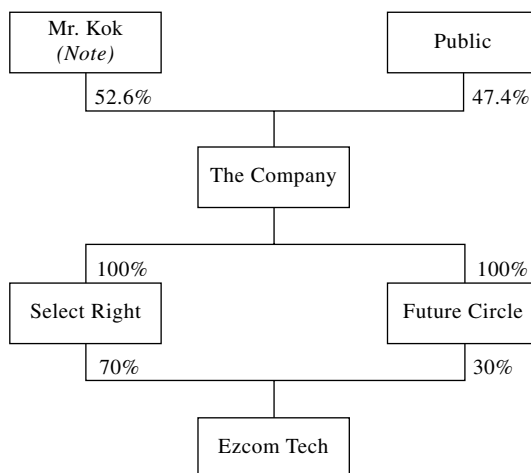 Mr. Kok
(Note)
Public
52.6%
47.4%
The Company
100%
100%
Select Right
Future Circle
70%
30%
Ezcom Tech